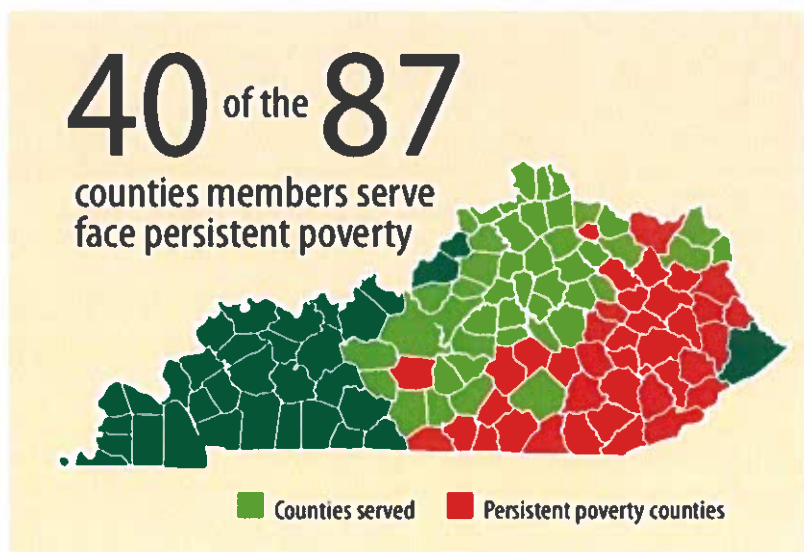 40 of the 87
counties members serve
face persistent poverty
Counties served
Persistent poverty counties